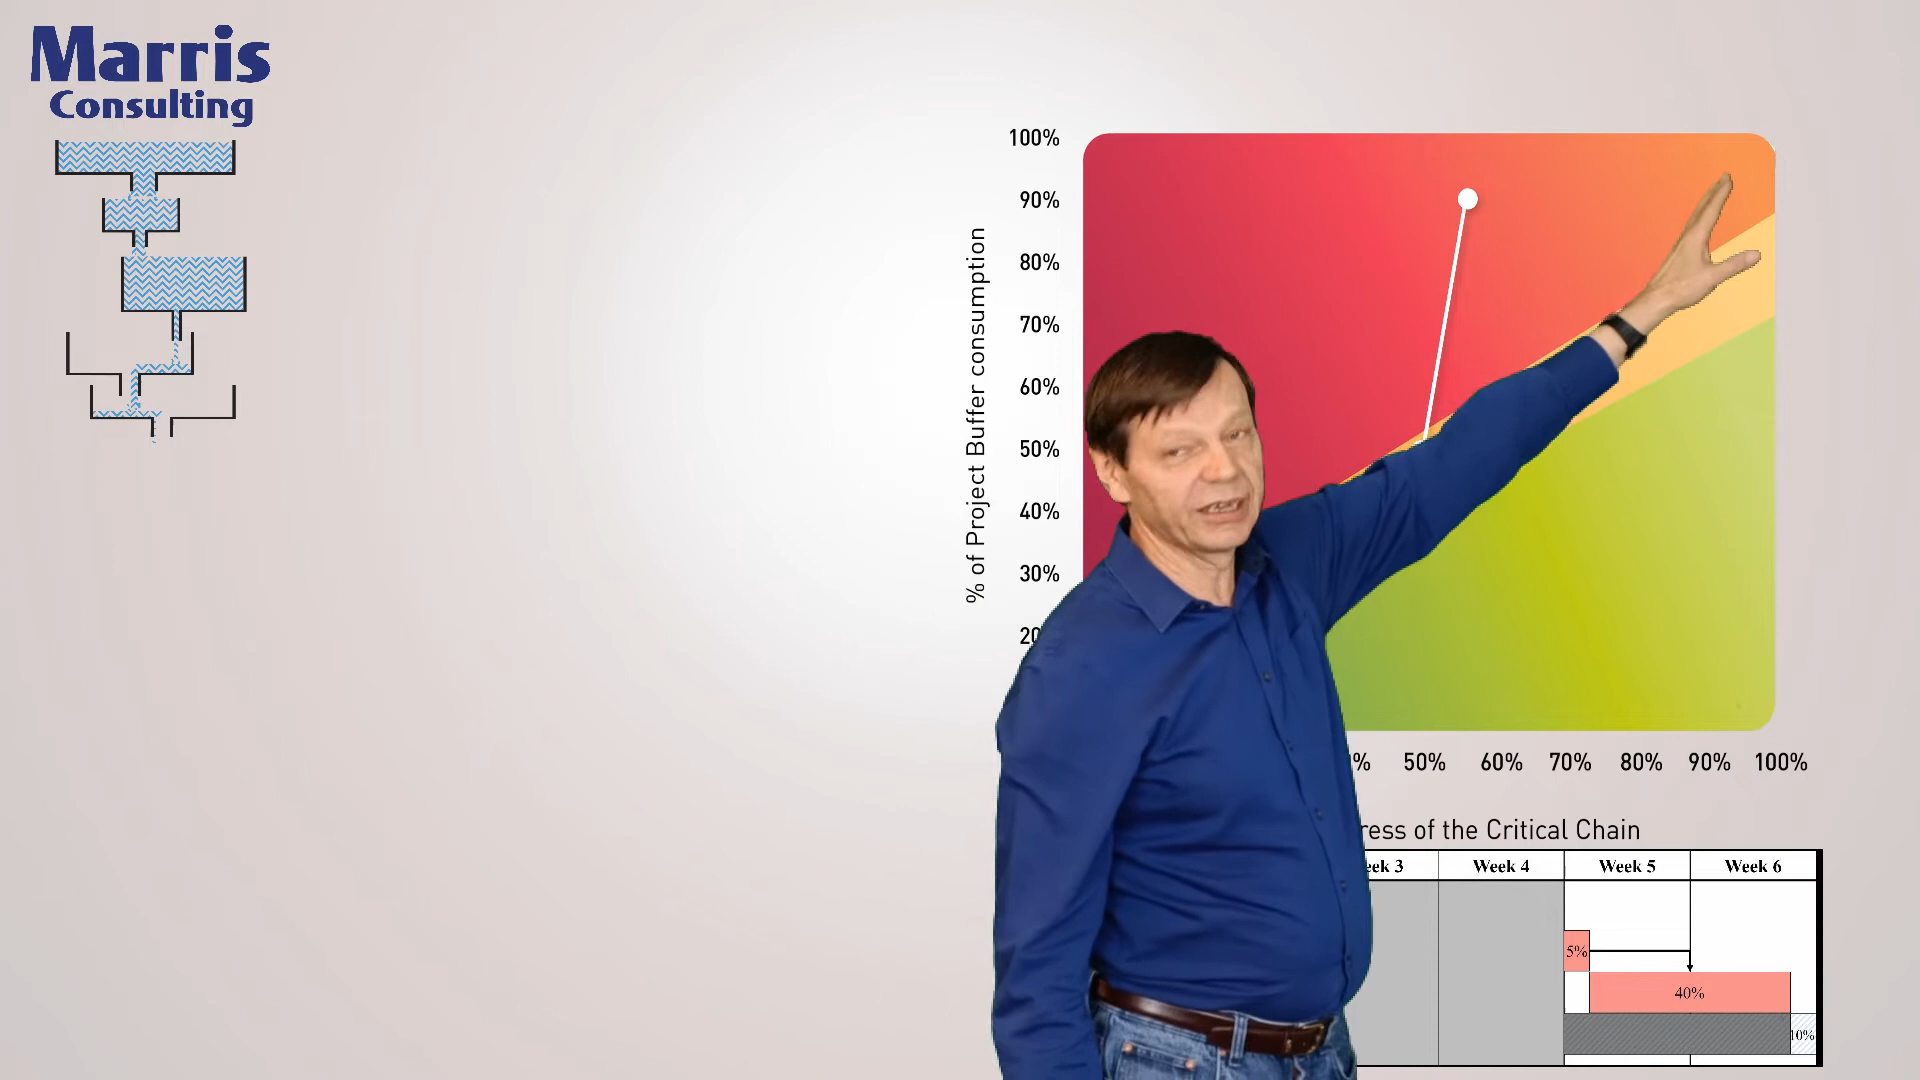 Marris
Consulting
100%
90%
80%
70%
60%
50%
40%
30%
% of Project Buffer consumption
50% 60% 70% 80% 90% 100%
of the Critical Chain
Week 4 Week 5 Week 6
5%
40%
10%